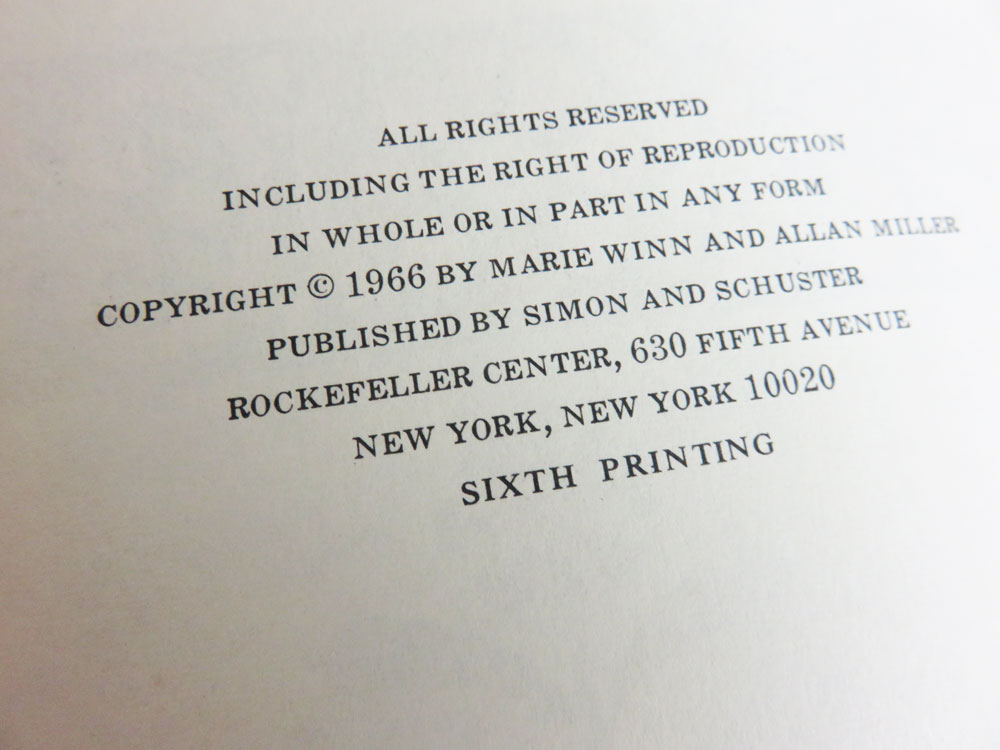 ALL RIGHTS RESERVED
INCLUDING THE RIGHT OF REPRODUCTION
IN WHOLE OR IN PART IN ANY FORM
COPYRIGHT © 1966 BY MARIE WINN AND ALLAN MILLER
PUBLISHED BY SIMON AND SCHUSTER
ROCKEFELLER CENTER, 630 FIFTH AVENUE
NEW YORK, NEW YORK 10020
SIXTH PRINTING